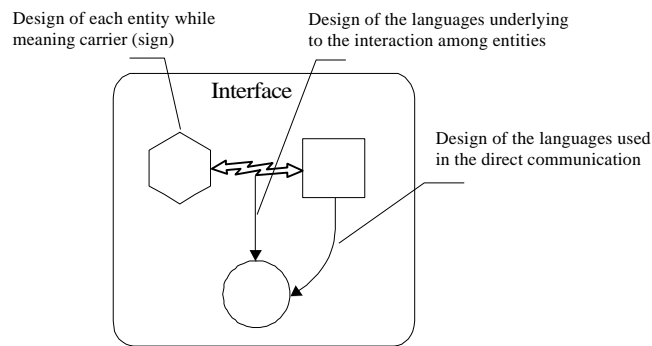 Design of each entity while
meaning carrier (sign)
Design of the languages underlying
to the interaction among entities
Interface
Design of the languages used
in the direct communication